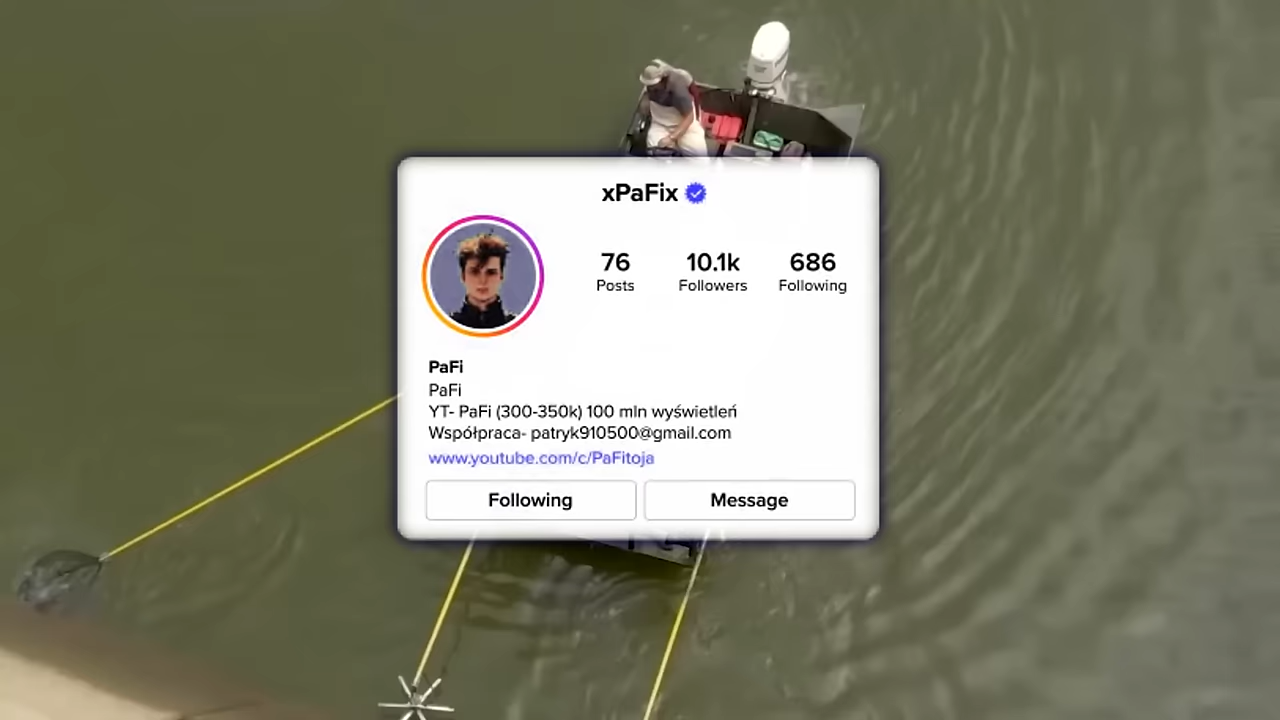 xPaFix
76 10.1k 686
Posts Followers Following
PaFi
PaFi
YT- PaFi (300-350k) 100 mln wyświetleń
Współpraca- patryk910500@gmail.com
www.youtube.com/c/PaFitoja
Following Message